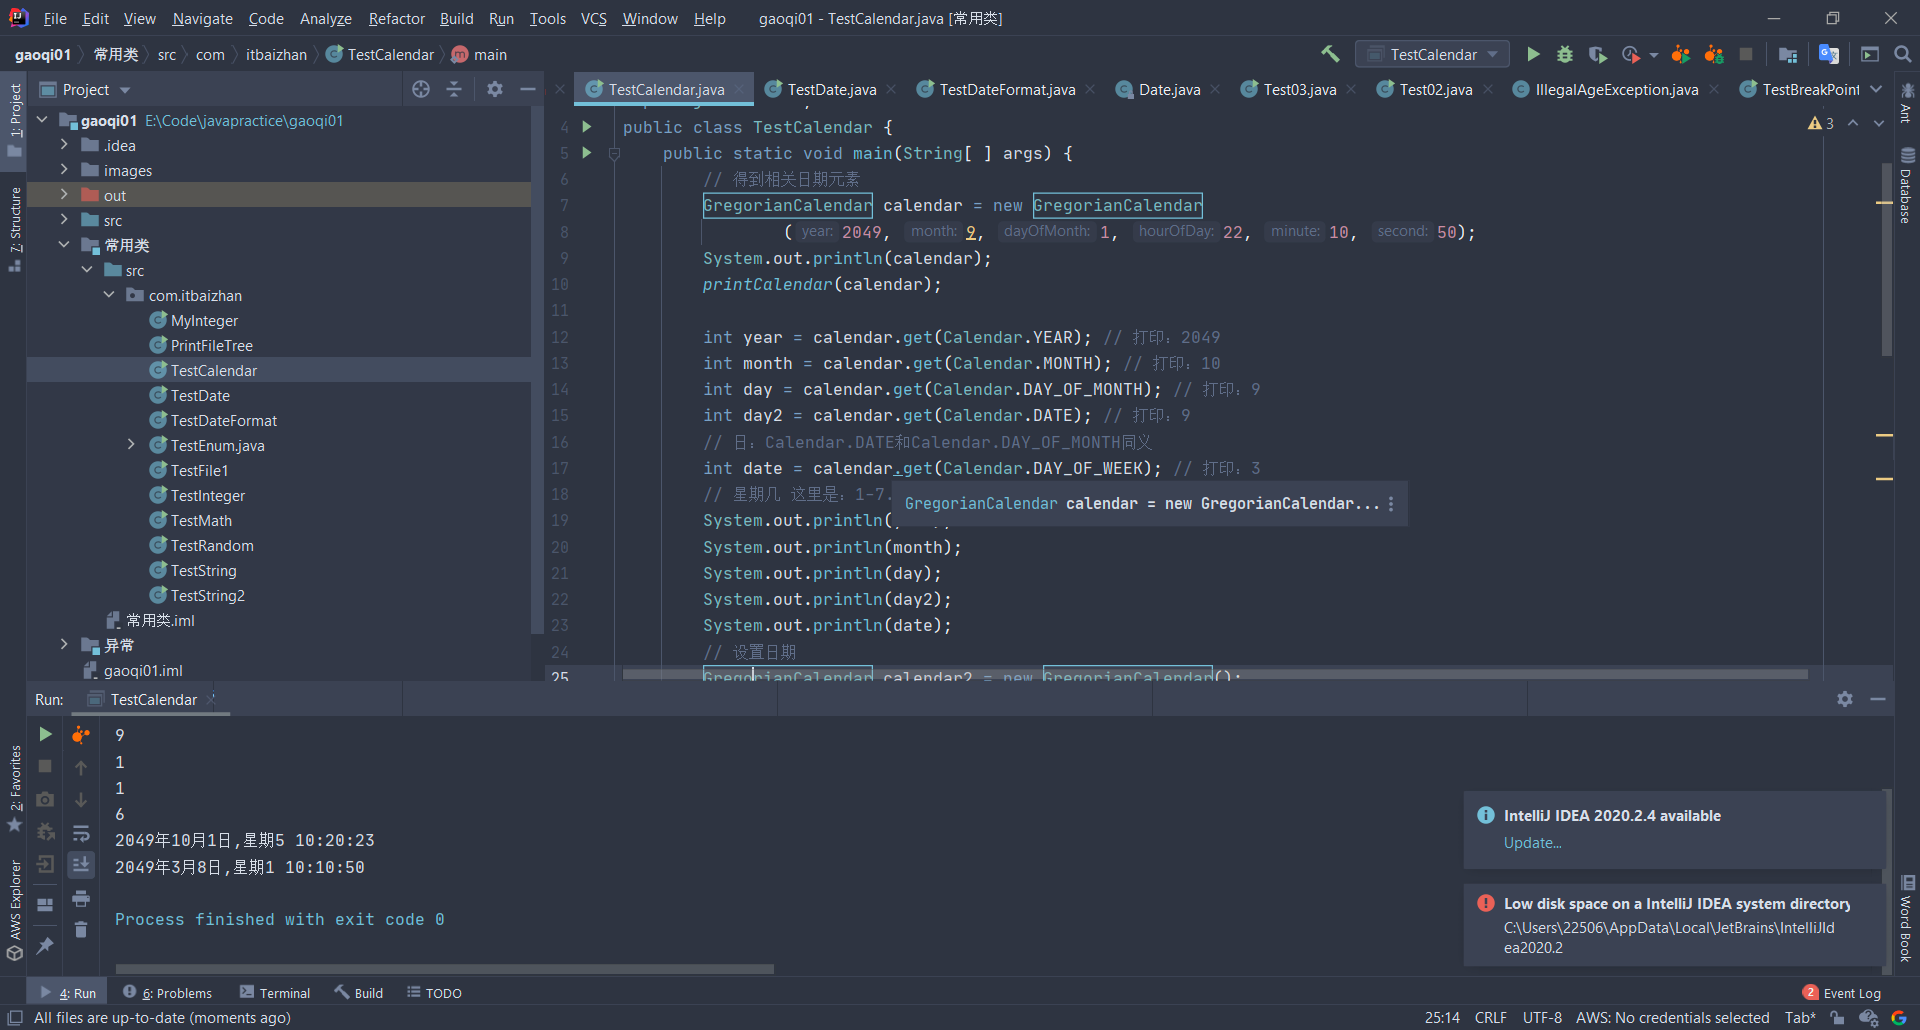 File Edit View Navigate Code Analyze Refactor Build Run Tools VCS Window Help gaoqi01 - TestCalendar.java [常用类]
gaoqi01 常用类 src com itbaizhan TestCalendar main
TestCalendar
Project
TestCalendar.java TestDate.java TestDateFormat.java Date.java Test03.java Test02.java IllegalAgeException.java TestBreakPoint
1: Project
7: Structure
2: Favorites
AWS Explorer
gaoqi01 E:\Code\javapractice\gaoqi01
.idea
images
out
src
常用类
src
com.itbaizhan
MyInteger
PrintFileTree
TestCalendar
TestDate
TestDateFormat
TestEnum.java
TestFile1
TestInteger
TestMath
TestRandom
TestString
TestString2
常用类.iml
异常
gaoqi01.iml
3
4 public class TestCalendar {
5 public static void main(String[ ] args) {
6 // 得到相关日期元素
7 GregorianCalendar calendar = new GregorianCalendar
8 ( year: 2049, month: 9, dayOfMonth: 1, hourOfDay: 22, minute: 10, second: 50);
9 System.out.println(calendar);
10 printCalendar(calendar);
11
12 int year = calendar.get(Calendar.YEAR); // 打印：2049
13 int month = calendar.get(Calendar.MONTH); // 打印：10
14 int day = calendar.get(Calendar.DAY_OF_MONTH); // 打印：9
15 int day2 = calendar.get(Calendar.DATE); // 打印：9
16 // 日：Calendar.DATE和Calendar.DAY_OF_MONTH同义
17 int date = calendar.get(Calendar.DAY_OF_WEEK); // 打印：3
18 // 星期几 这里是：1-7.
GregorianCalendar calendar = new GregorianCalendar...
19 System.out.println(
20 System.out.println(month);
21 System.out.println(day);
22 System.out.println(day2);
23 System.out.println(date);
24 // 设置日期
25 GregorianCalendar calendar2 = new GregorianCalendar();
Ant
Database
Word Book
Run: TestCalendar
9
1
1
6
2049年10月1日,星期5 10:20:23
2049年3月8日,星期1 10:10:50
Process finished with exit code 0
IntelliJ IDEA 2020.2.4 available
Update...
Low disk space on a IntelliJ IDEA system directory
C:\Users\22506\AppData\Local\JetBrains\IntelliJId
ea2020.2
4: Run 6: Problems Terminal Build TODO 2 Event Log
All files are up-to-date (moments ago) 25:14 CRLF UTF-8 AWS: No credentials selected Tab*